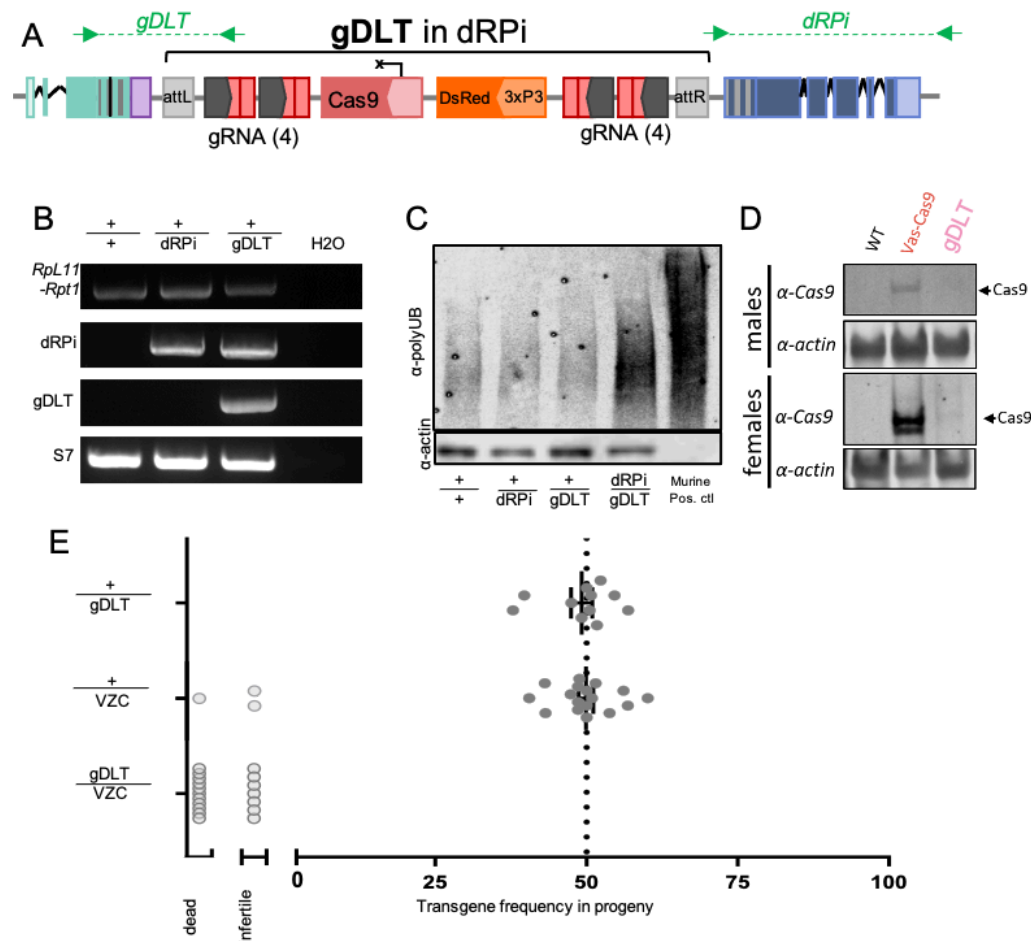 A
gDLT
gDLT in dRPi
dRPi
x
attL
Cas9
DsRed
3xP3
attR
gRNA (4)
gRNA (4)
B
+
+
+
+
dRPi
gDLT
H2O
RpL11
-Rpt1
dRPi
gDLT
S7
C
α-polyUB
α-actin
+
+
+
dRPi
+
gDLT
dRPi
gDLT
Murine
Pos. ctl
D
WT
Vas-Cas9
gDLT
males
α-Cas9
Cas9
α-actin
females
α-Cas9
Cas9
α-actin
E
+
gDLT
+
VZC
gDLT
VZC
dead
nfertile
0
25
50
75
100
Transgene frequency in progeny